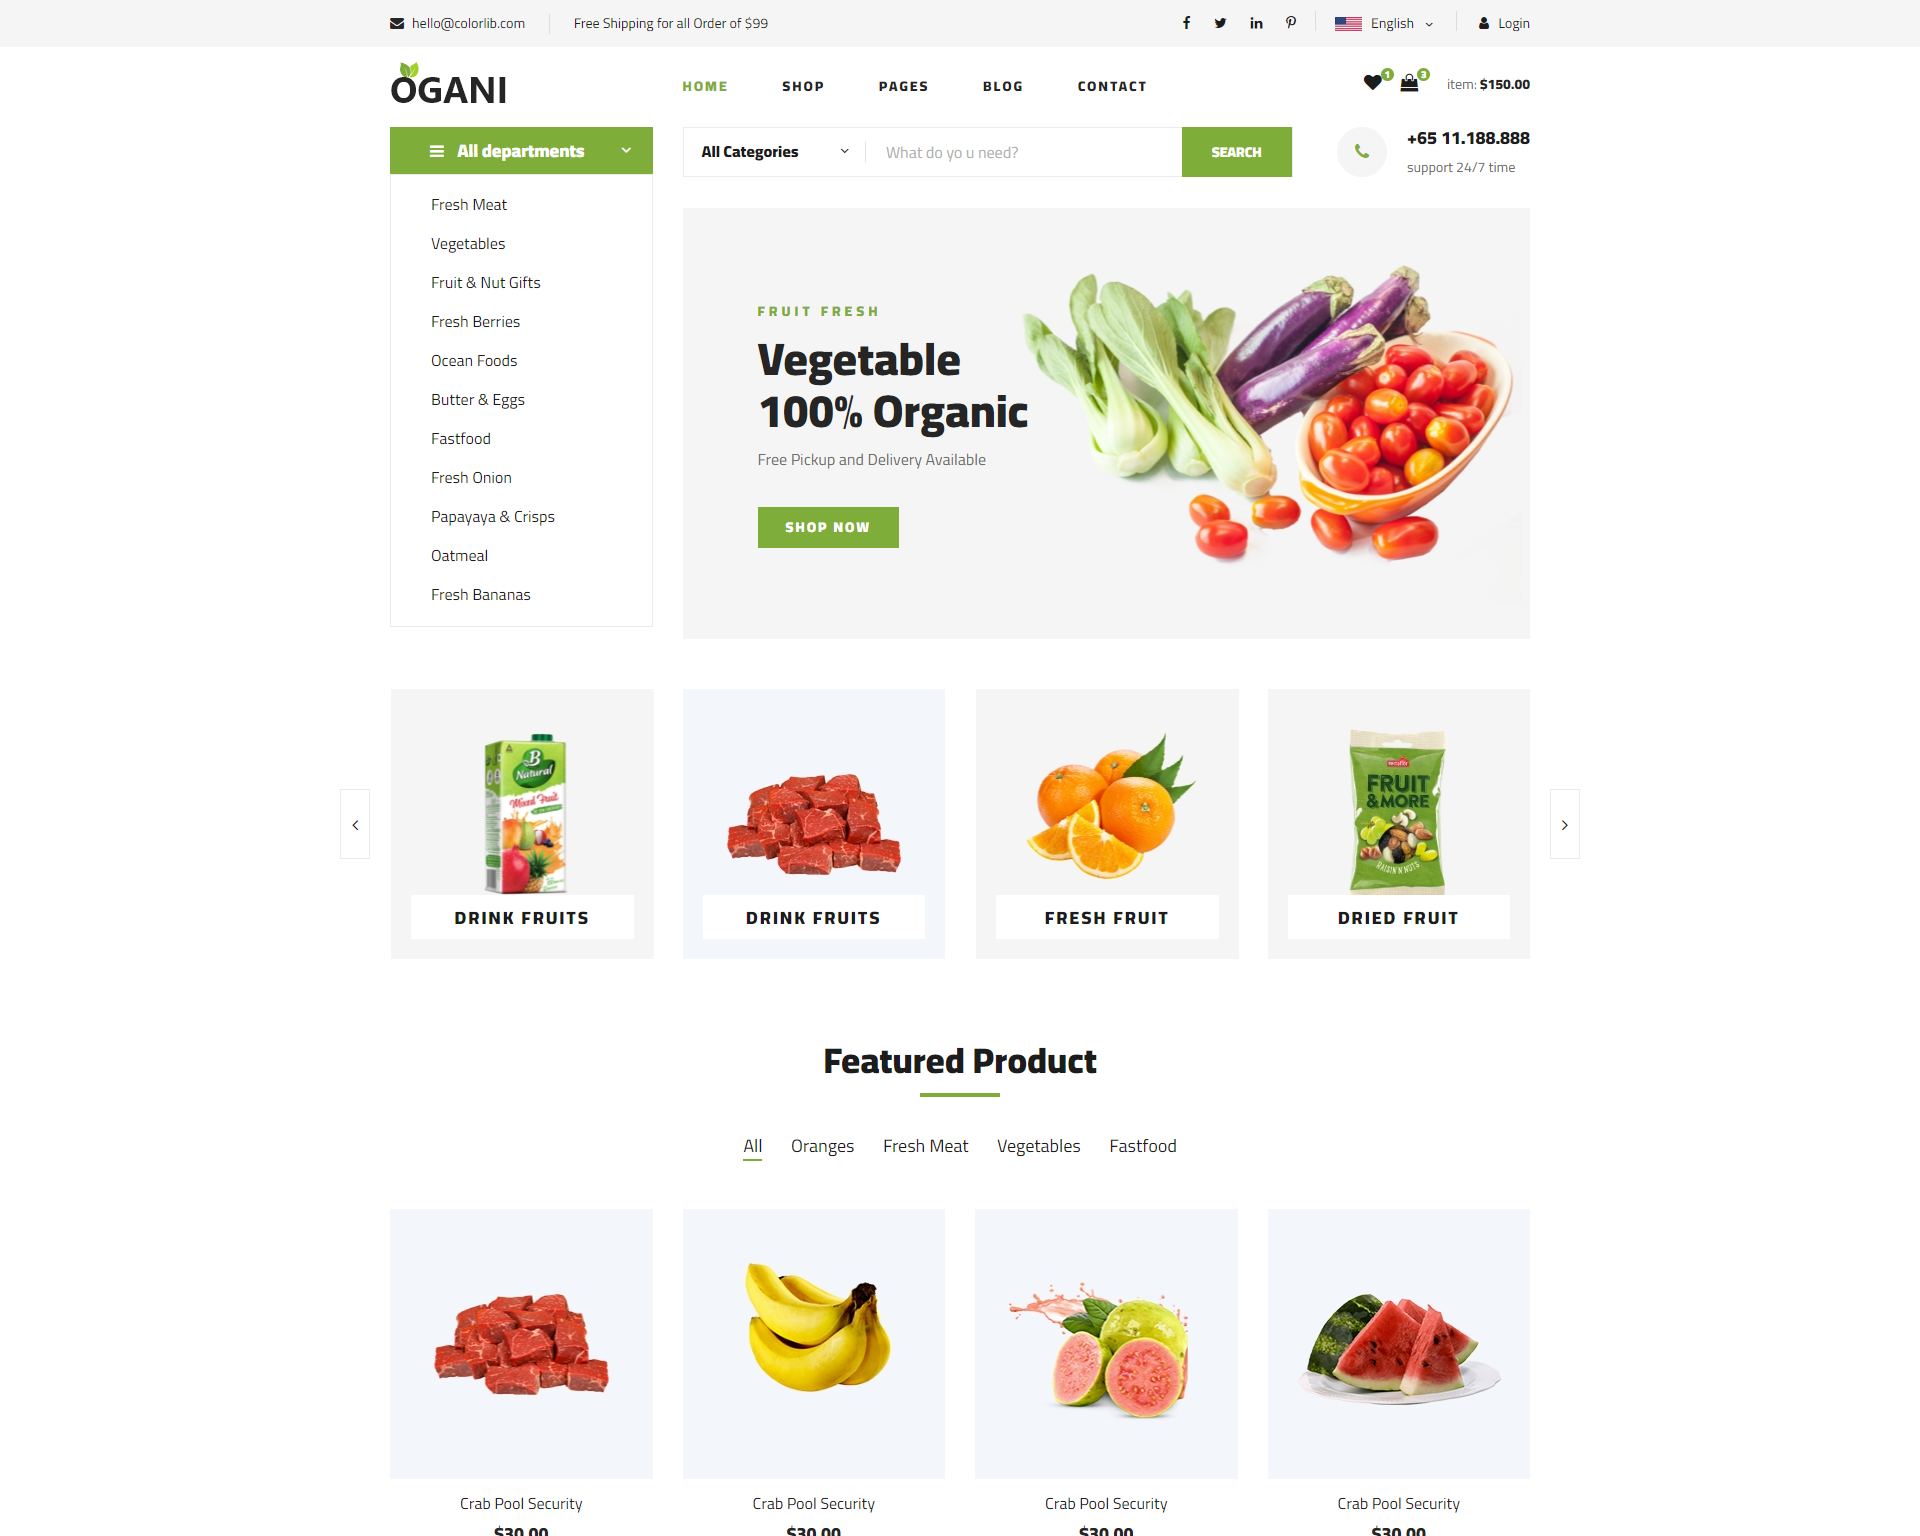 hello@colorlib.com
Free Shipping for all Order of $99
English
Login
OGANI
HOME SHOP PAGES BLOG CONTACT
1
3
item: $150.00
All departments
All Categories
What do yo u need?
SEARCH
+65 11.188.888
support 24/7 time
Fresh Meat
Vegetables
Fruit & Nut Gifts
Fresh Berries
Ocean Foods
Butter & Eggs
Fastfood
Fresh Onion
Papayaya & Crisps
Oatmeal
Fresh Bananas
FRUIT FRESH
Vegetable
100% Organic
Free Pickup and Delivery Available
SHOP NOW
B
Natural
Mixed Fruit
DRINK FRUITS
DRINK FRUITS
FRESH FRUIT
FRUIT
& MORE
RAISIN'N'NUTS
DRIED FRUIT
Featured Product
All Oranges Fresh Meat Vegetables Fastfood
Crab Pool Security
$30.00
Crab Pool Security
$30.00
Crab Pool Security
$30.00
Crab Pool Security
$30.00